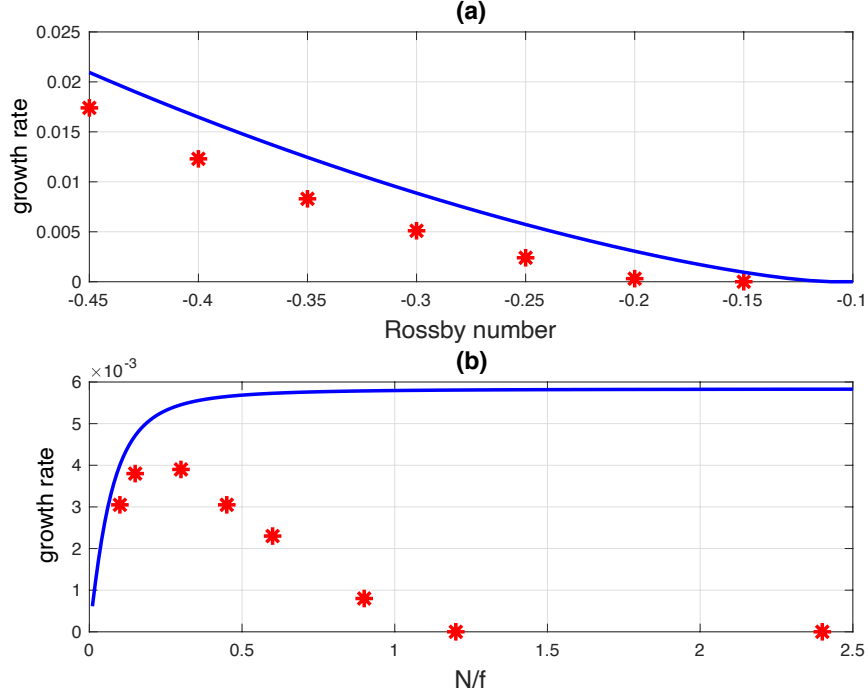 (a)
growth rate
0.025
0.02
0.015
0.01
0.005
0
-0.45 -0.4 -0.35 -0.3 -0.25 -0.2 -0.15 -0.1
Rossby number
(b)
×10⁻³
growth rate
6
5
4
3
2
1
0
0 0.5 1 1.5 2 2.5
N/f